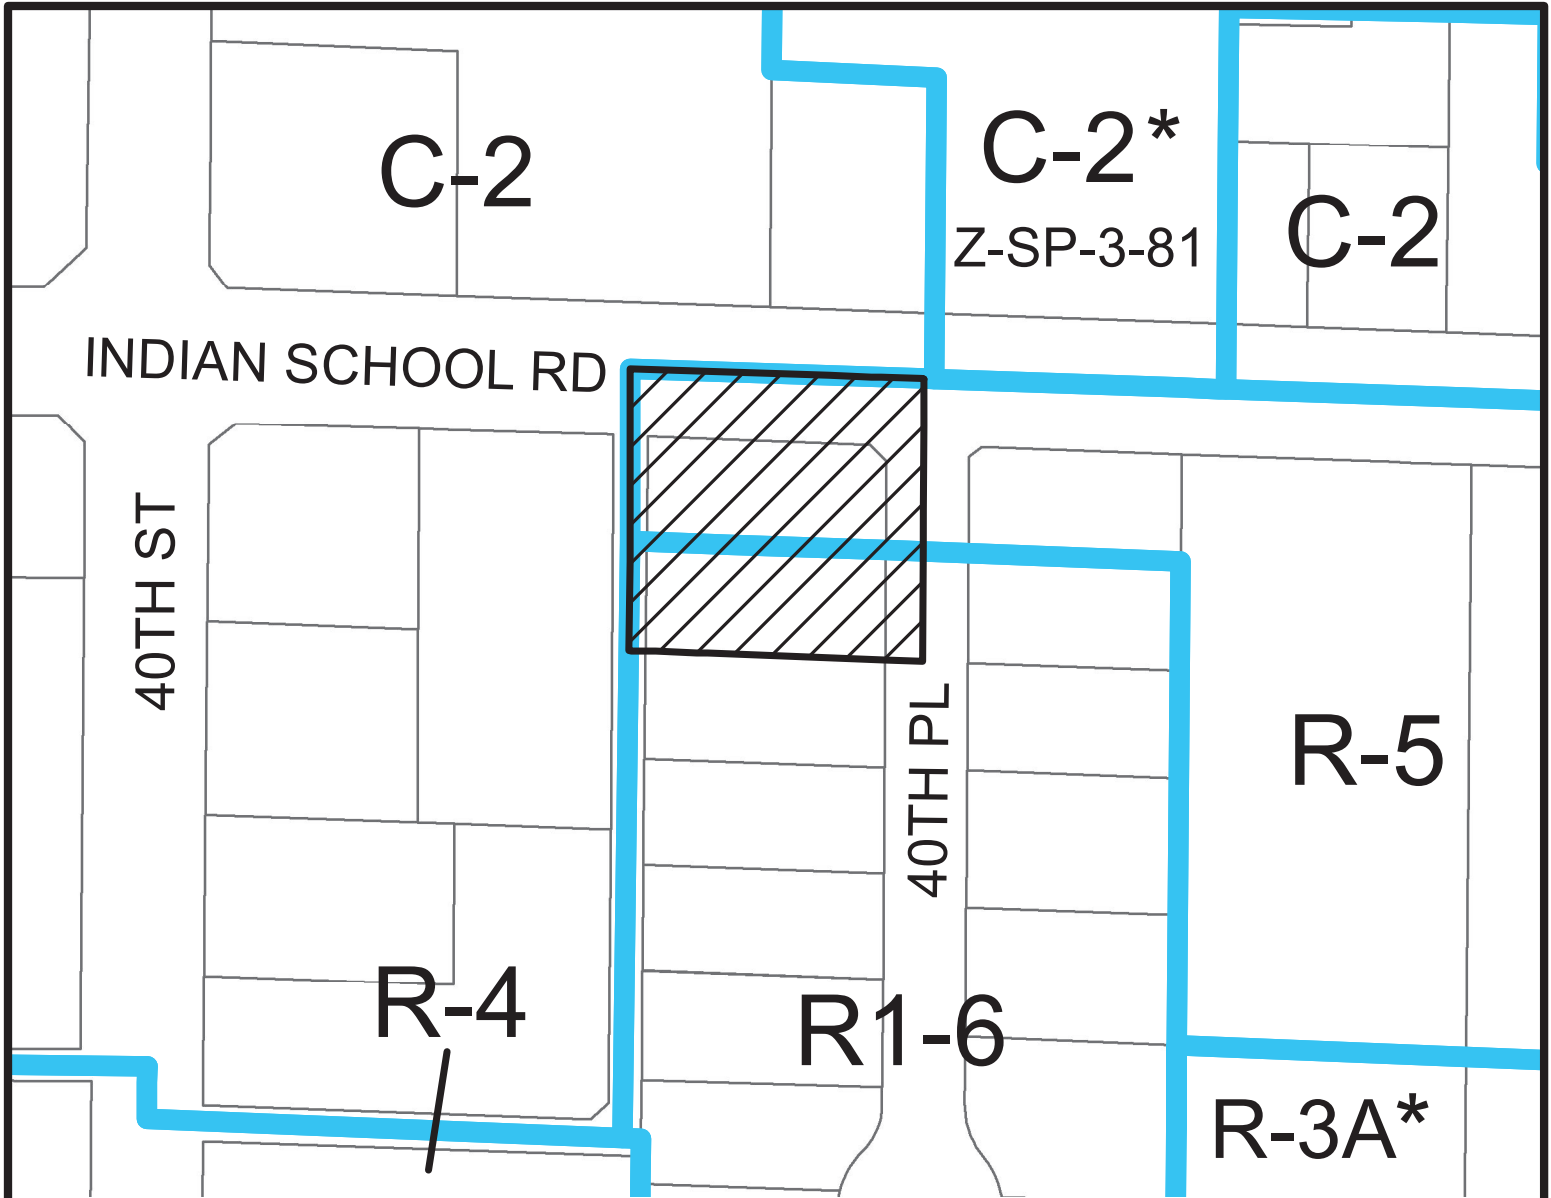 C-2
C-2*
Z-SP-3-81
C-2
INDIAN SCHOOL RD
40TH ST
40TH PL
R-5
R-4
R1-6
R-3A*